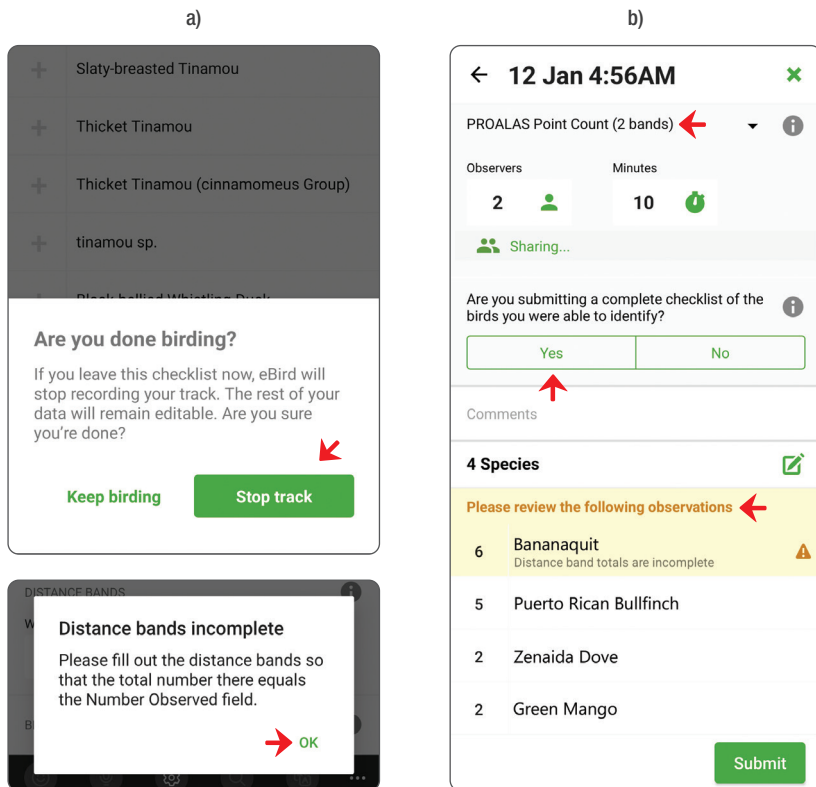 a)
Slaty-breasted Tinamou
Thicket Tinamou
Thicket Tinamou (cinnamomeus Group)
tinamou sp.
Are you done birding?
If you leave this checklist now, eBird will
stop recording your track. The rest of your
data will remain editable. Are you sure
you're done?
Keep birding
Stop track
DISTANCE BANDS
Distance bands incomplete
Please fill out the distance bands so
that the total number there equals
the Number Observed field.
OK
b)
12 Jan 4:56AM
PROALAS Point Count (2 bands)
Observers
Minutes
2
10
Sharing...
Are you submitting a complete checklist of the
birds you were able to identify?
Yes
No
Comments
4 Species
Please review the following observations
6
Bananaquit
Distance band totals are incomplete
5
Puerto Rican Bullfinch
2
Zenaida Dove
2
Green Mango
Submit